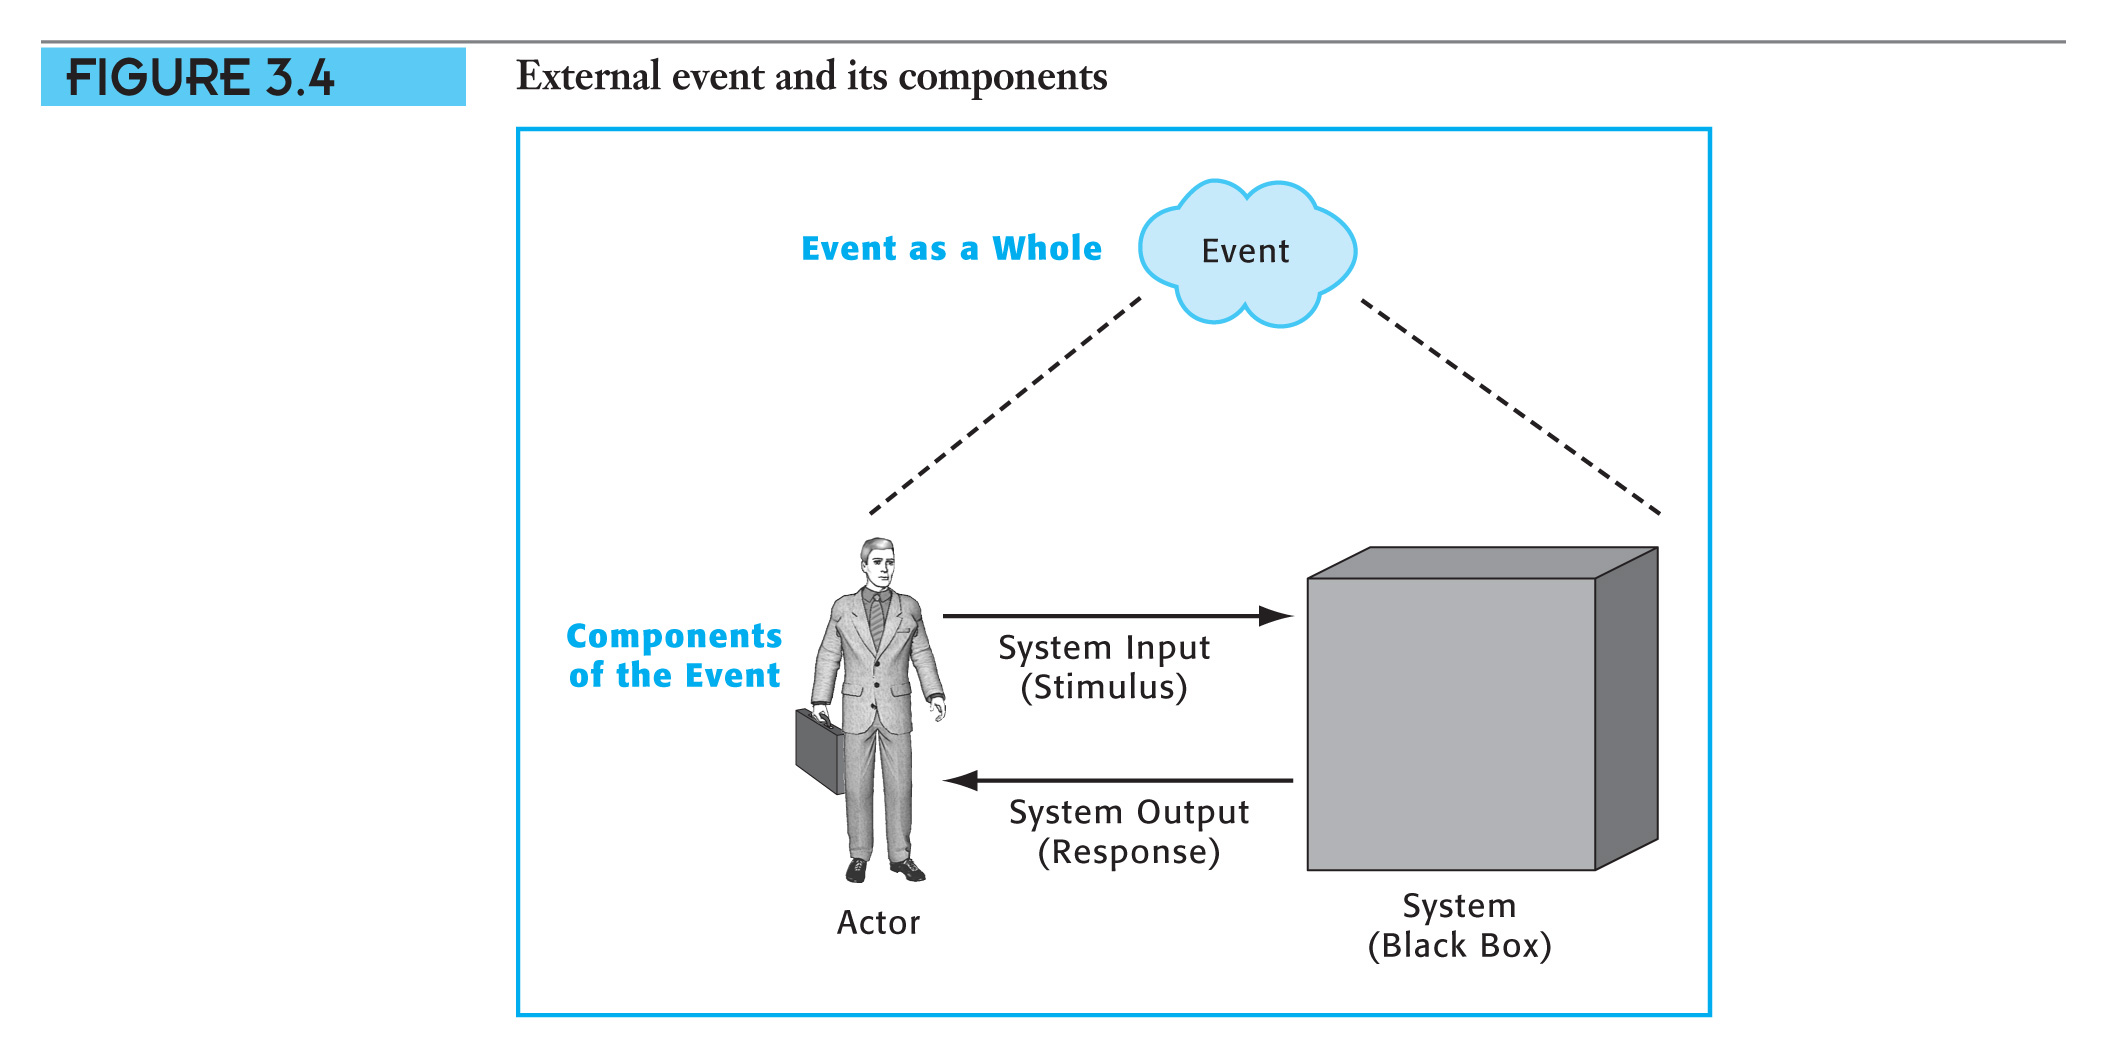 FIGURE 3.4
External event and its components
Event as a Whole
Event
Components
of the Event
System Input
(Stimulus)
System Output
(Response)
Actor
System
(Black Box)